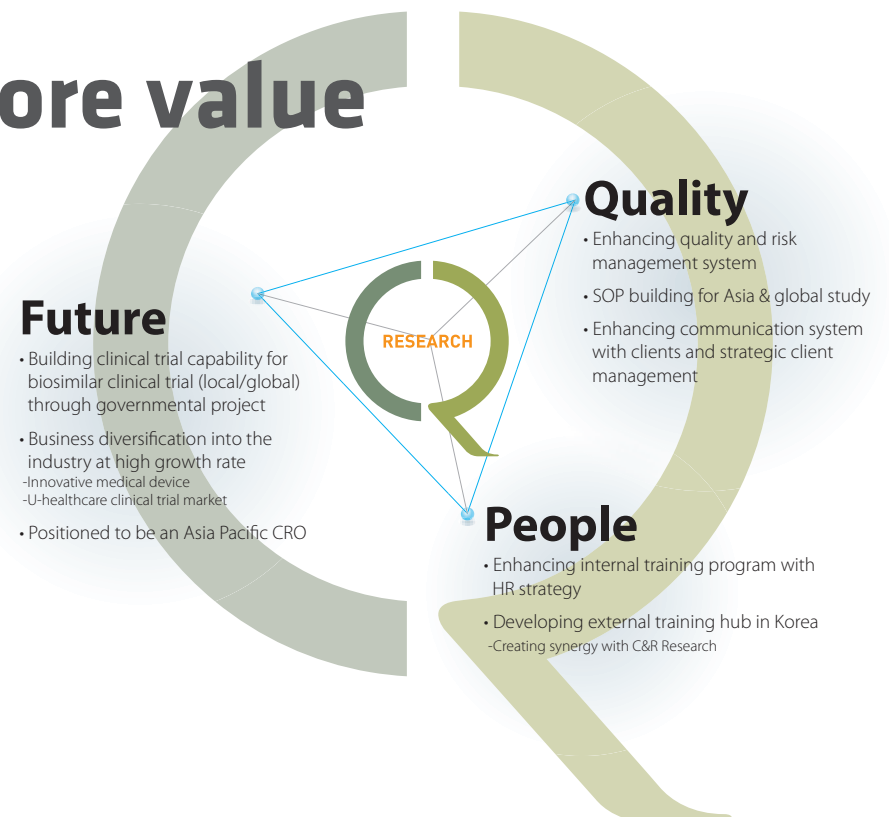 ore value
Future
• Building clinical trial capability for
biosimilar clinical trial (local/global)
through governmental project
• Business diversification into the
industry at high growth rate
-Innovative medical device
-U-healthcare clinical trial market
• Positioned to be an Asia Pacific CRO
RESEARCH
Quality
• Enhancing quality and risk
management system
• SOP building for Asia & global study
• Enhancing communication system
with clients and strategic client
management
People
• Enhancing internal training program with
HR strategy
• Developing external training hub in Korea
-Creating synergy with C&R Research